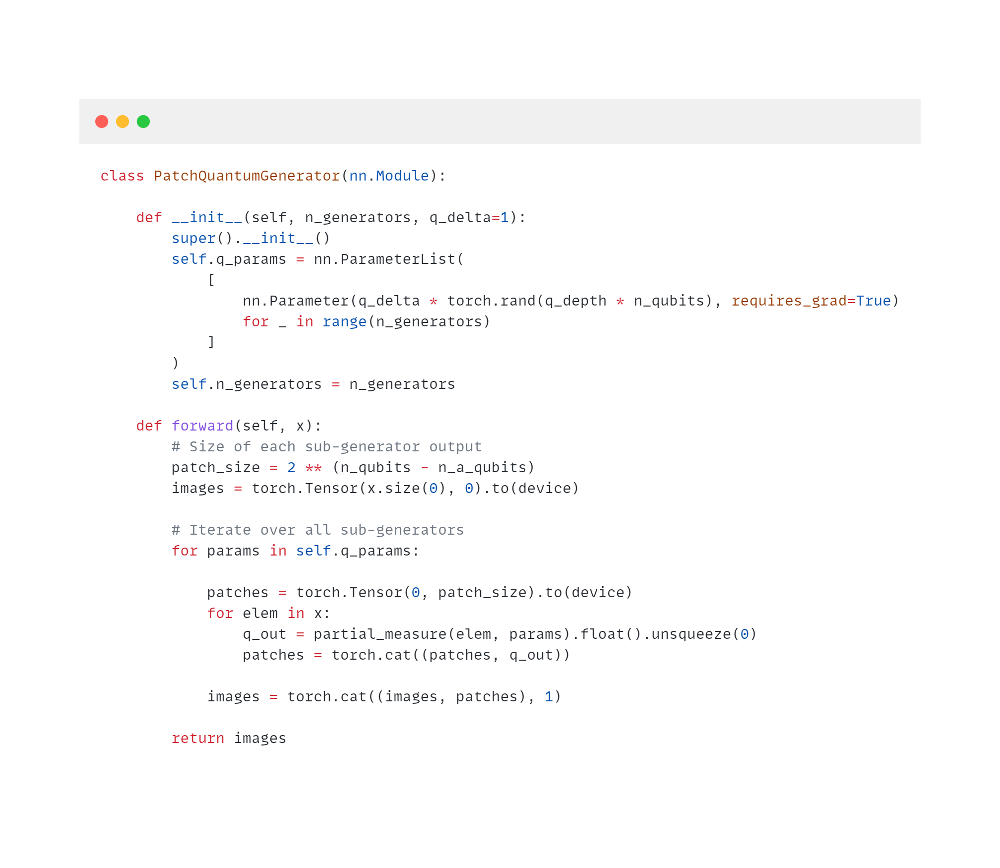 class PatchQuantumGenerator(nn.Module):

    def __init__(self, n_generators, q_delta=1):
        super().__init__()
        self.q_params = nn.ParameterList(
            [
                nn.Parameter(q_delta * torch.rand(q_depth * n_qubits), requires_grad=True)
                for _ in range(n_generators)
            ]
        )
        self.n_generators = n_generators

    def forward(self, x):
        # Size of each sub-generator output
        patch_size = 2 ** (n_qubits - n_a_qubits)
        images = torch.Tensor(x.size(0), 0).to(device)

        # Iterate over all sub-generators
        for params in self.q_params:

            patches = torch.Tensor(0, patch_size).to(device)
            for elem in x:
                q_out = partial_measure(elem, params).float().unsqueeze(0)
                patches = torch.cat((patches, q_out))

            images = torch.cat((images, patches), 1)

        return images